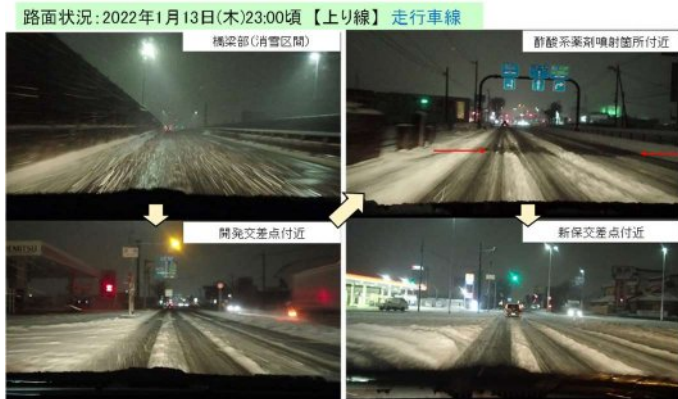 路面状況:2022年1月13日(木)23:00頃 【上り線】 走行車線
橋梁部(消雪区間)
酢酸系薬剤噴射箇所付近
開発交差点付近
新保交差点付近